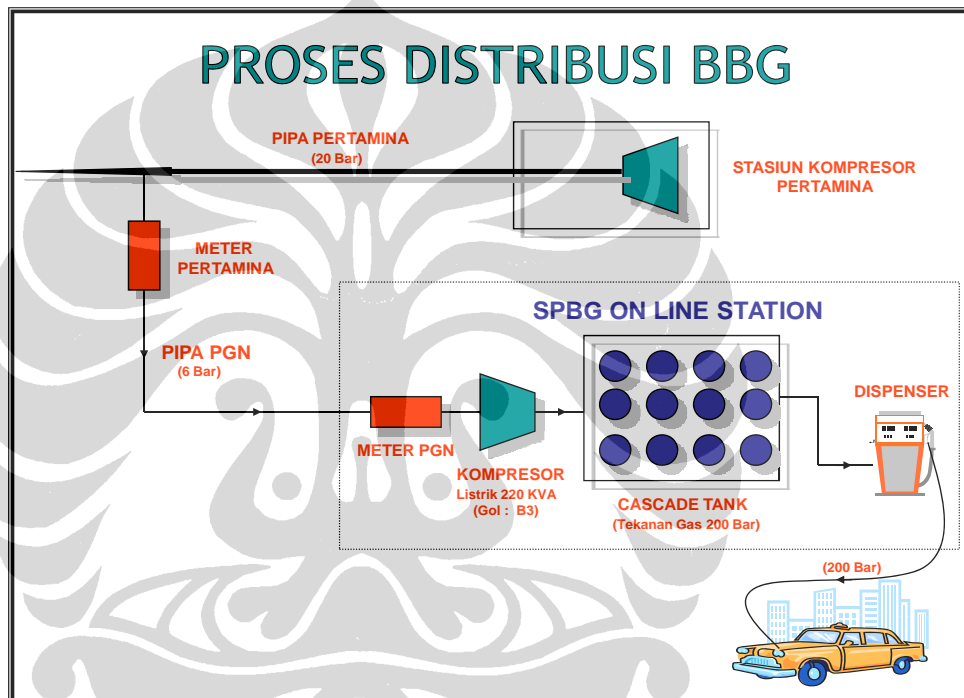 PROSES DISTRIBUSI BBG
PIPA PERTAMINA
(20 Bar)
STASIUN KOMPRESOR
PERTAMINA
METER
PERTAMINA
SPBG ON LINE STATION
PIPA PGN
(6 Bar)
DISPENSER
METER PGN
KOMPRESOR
Listrik 220 KVA
(Gol : B3)
CASCADE TANK
(Tekanan Gas 200 Bar)
(200 Bar)